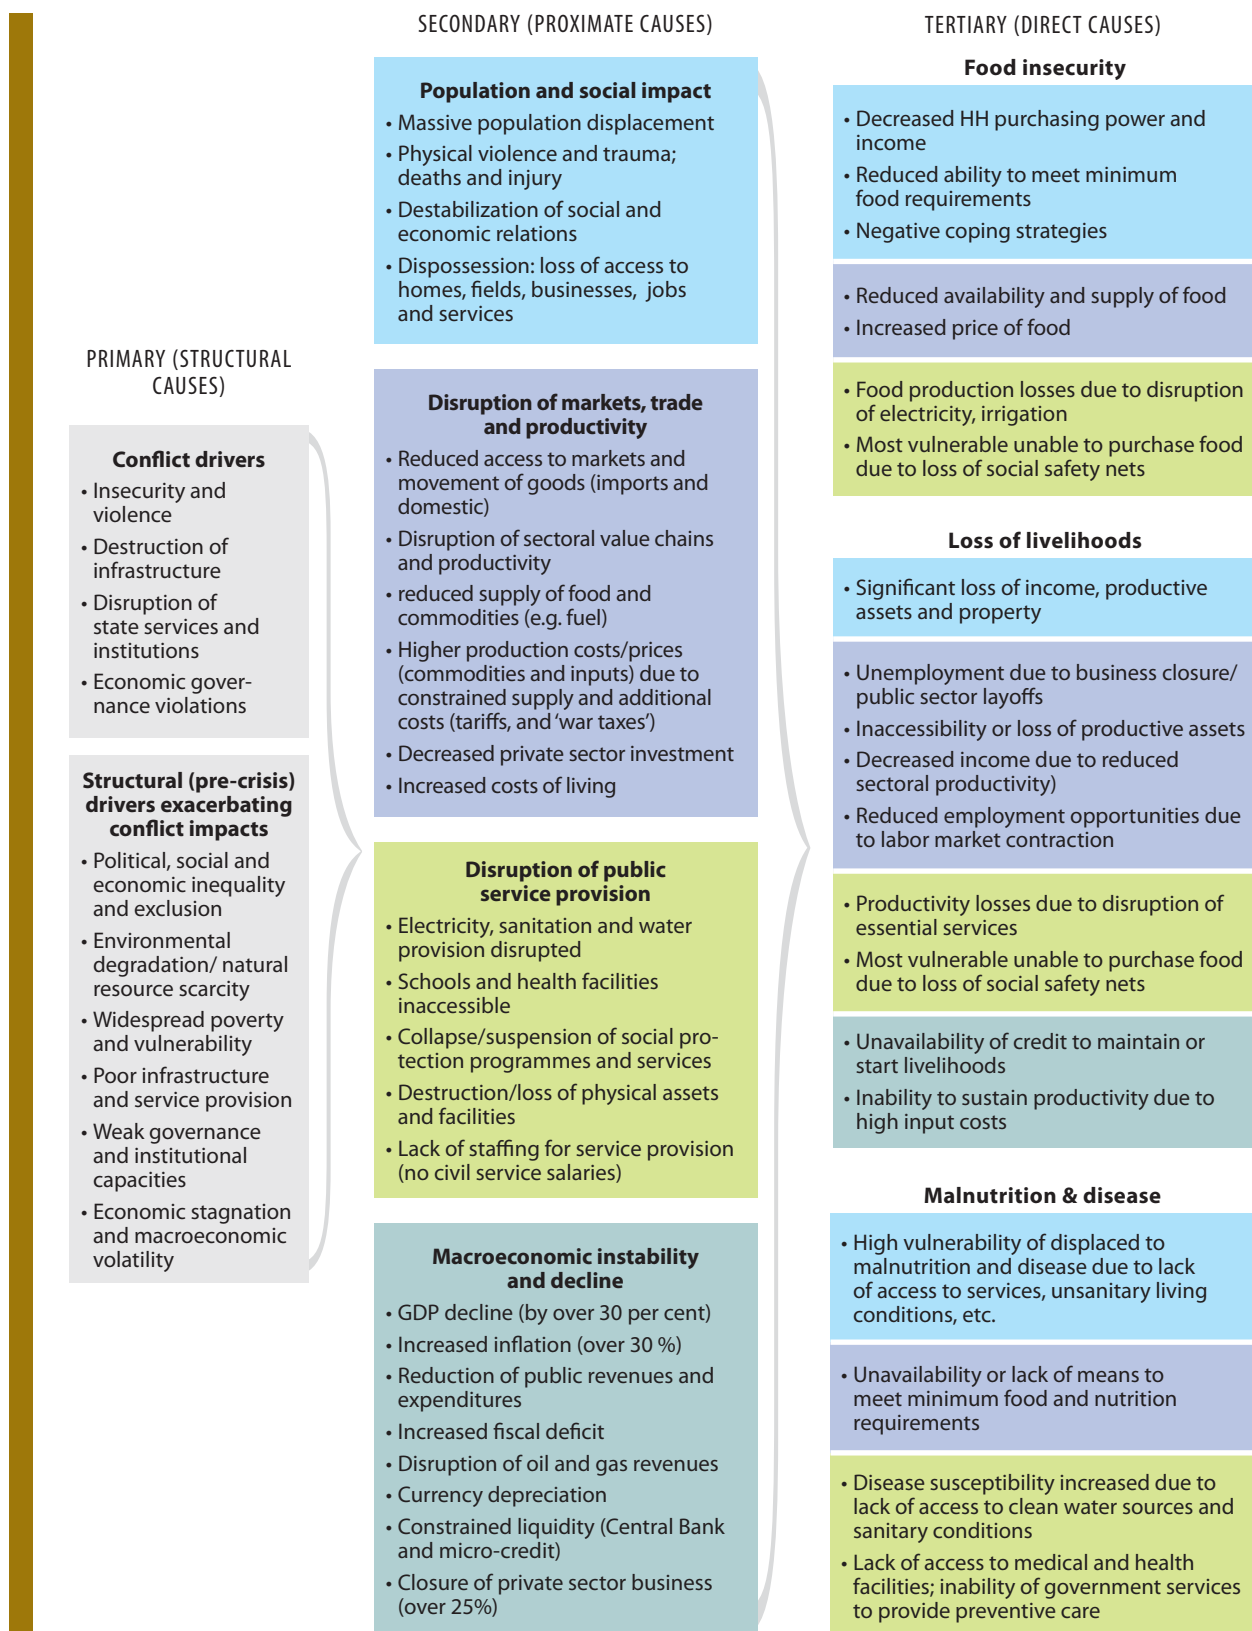 PRIMARY (STRUCTURAL
CAUSES)
Conflict drivers
• Insecurity and
violence
• Destruction of
infrastructure
• Disruption of
state services and
institutions
• Economic gover-
nance violations
Structural (pre-crisis)
drivers exacerbating
conflict impacts
• Political, social and
economic inequality
and exclusion
• Environmental
degradation/ natural
resource scarcity
• Widespread poverty
and vulnerability
• Poor infrastructure
and service provision
• Weak governance
and institutional
capacities
• Economic stagnation
and macroeconomic
volatility
SECONDARY (PROXIMATE CAUSES)
Population and social impact
• Massive population displacement
• Physical violence and trauma;
deaths and injury
• Destabilization of social and
economic relations
• Dispossession: loss of access to
homes, fields, businesses, jobs
and services
Disruption of markets, trade
and productivity
• Reduced access to markets and
movement of goods (imports and
domestic)
• Disruption of sectoral value chains
and productivity
• reduced supply of food and
commodities (e.g. fuel)
• Higher production costs/prices
(commodities and inputs) due to
constrained supply and additional
costs (tariffs, and ‘war taxes’)
• Decreased private sector investment
• Increased costs of living
Disruption of public
service provision
• Electricity, sanitation and water
provision disrupted
• Schools and health facilities
inaccessible
• Collapse/suspension of social pro-
tection programmes and services
• Destruction/loss of physical assets
and facilities
• Lack of staffing for service provision
(no civil service salaries)
Macroeconomic instability
and decline
• GDP decline (by over 30 per cent)
• Increased inflation (over 30 %)
• Reduction of public revenues and
expenditures
• Increased fiscal deficit
• Disruption of oil and gas revenues
• Currency depreciation
• Constrained liquidity (Central Bank
and micro-credit)
• Closure of private sector business
(over 25%)
TERTIARY (DIRECT CAUSES)
Food insecurity
• Decreased HH purchasing power and
income
• Reduced ability to meet minimum
food requirements
• Negative coping strategies
• Reduced availability and supply of food
• Increased price of food
• Food production losses due to disruption
of electricity, irrigation
• Most vulnerable unable to purchase food
due to loss of social safety nets
Loss of livelihoods
• Significant loss of income, productive
assets and property
• Unemployment due to business closure/
public sector layoffs
• Inaccessibility or loss of productive assets
• Decreased income due to reduced
sectoral productivity)
• Reduced employment opportunities due
to labor market contraction
• Productivity losses due to disruption of
essential services
• Most vulnerable unable to purchase food
due to loss of social safety nets
• Unavailability of credit to maintain or
start livelihoods
• Inability to sustain productivity due to
high input costs
Malnutrition & disease
• High vulnerability of displaced to
malnutrition and disease due to lack
of access to services, unsanitary living
conditions, etc.
• Unavailability or lack of means to
meet minimum food and nutrition
requirements
• Disease susceptibility increased due to
lack of access to clean water sources and
sanitary conditions
• Lack of access to medical and health
facilities; inability of government services
to provide preventive care